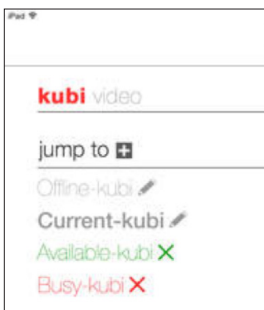 iPad
kubi video
jump to
Offline-kubi
Current-kubi
Available-kubi
Busy-kubi